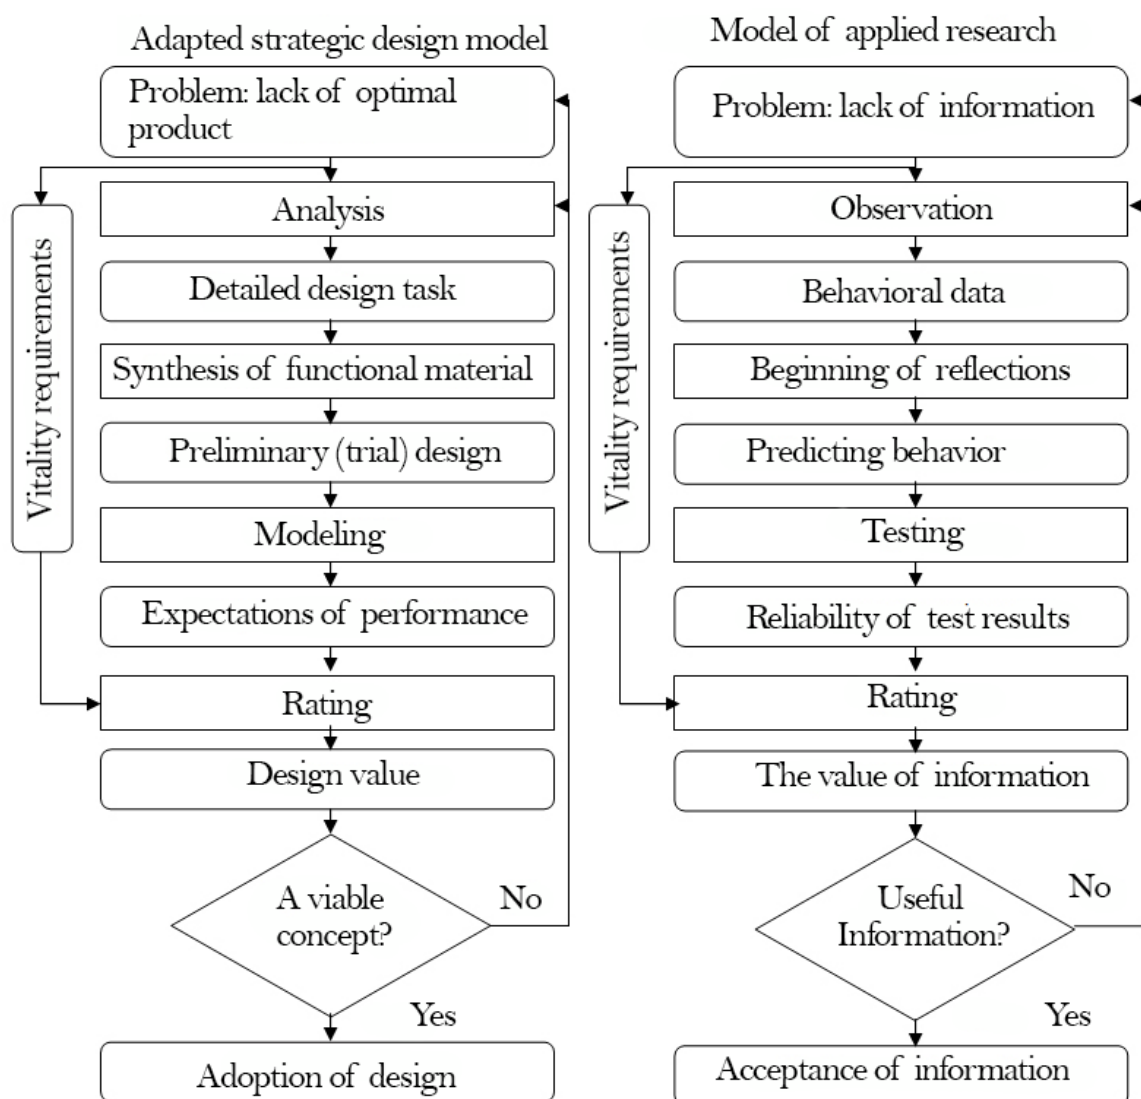 Adapted strategic design model
Problem: lack of optimal
product
Analysis
Detailed design task
Synthesis of functional material
Preliminary (trial) design
Modeling
Expectations of performance
Rating
Design value
A viable
concept?
No
Yes
Adoption of design
Vitality requirements
Model of applied research
Problem: lack of information
Observation
Behavioral data
Beginning of reflections
Predicting behavior
Testing
Reliability of test results
Rating
The value of information
Useful
Information?
No
Yes
Acceptance of information
Vitality requirements